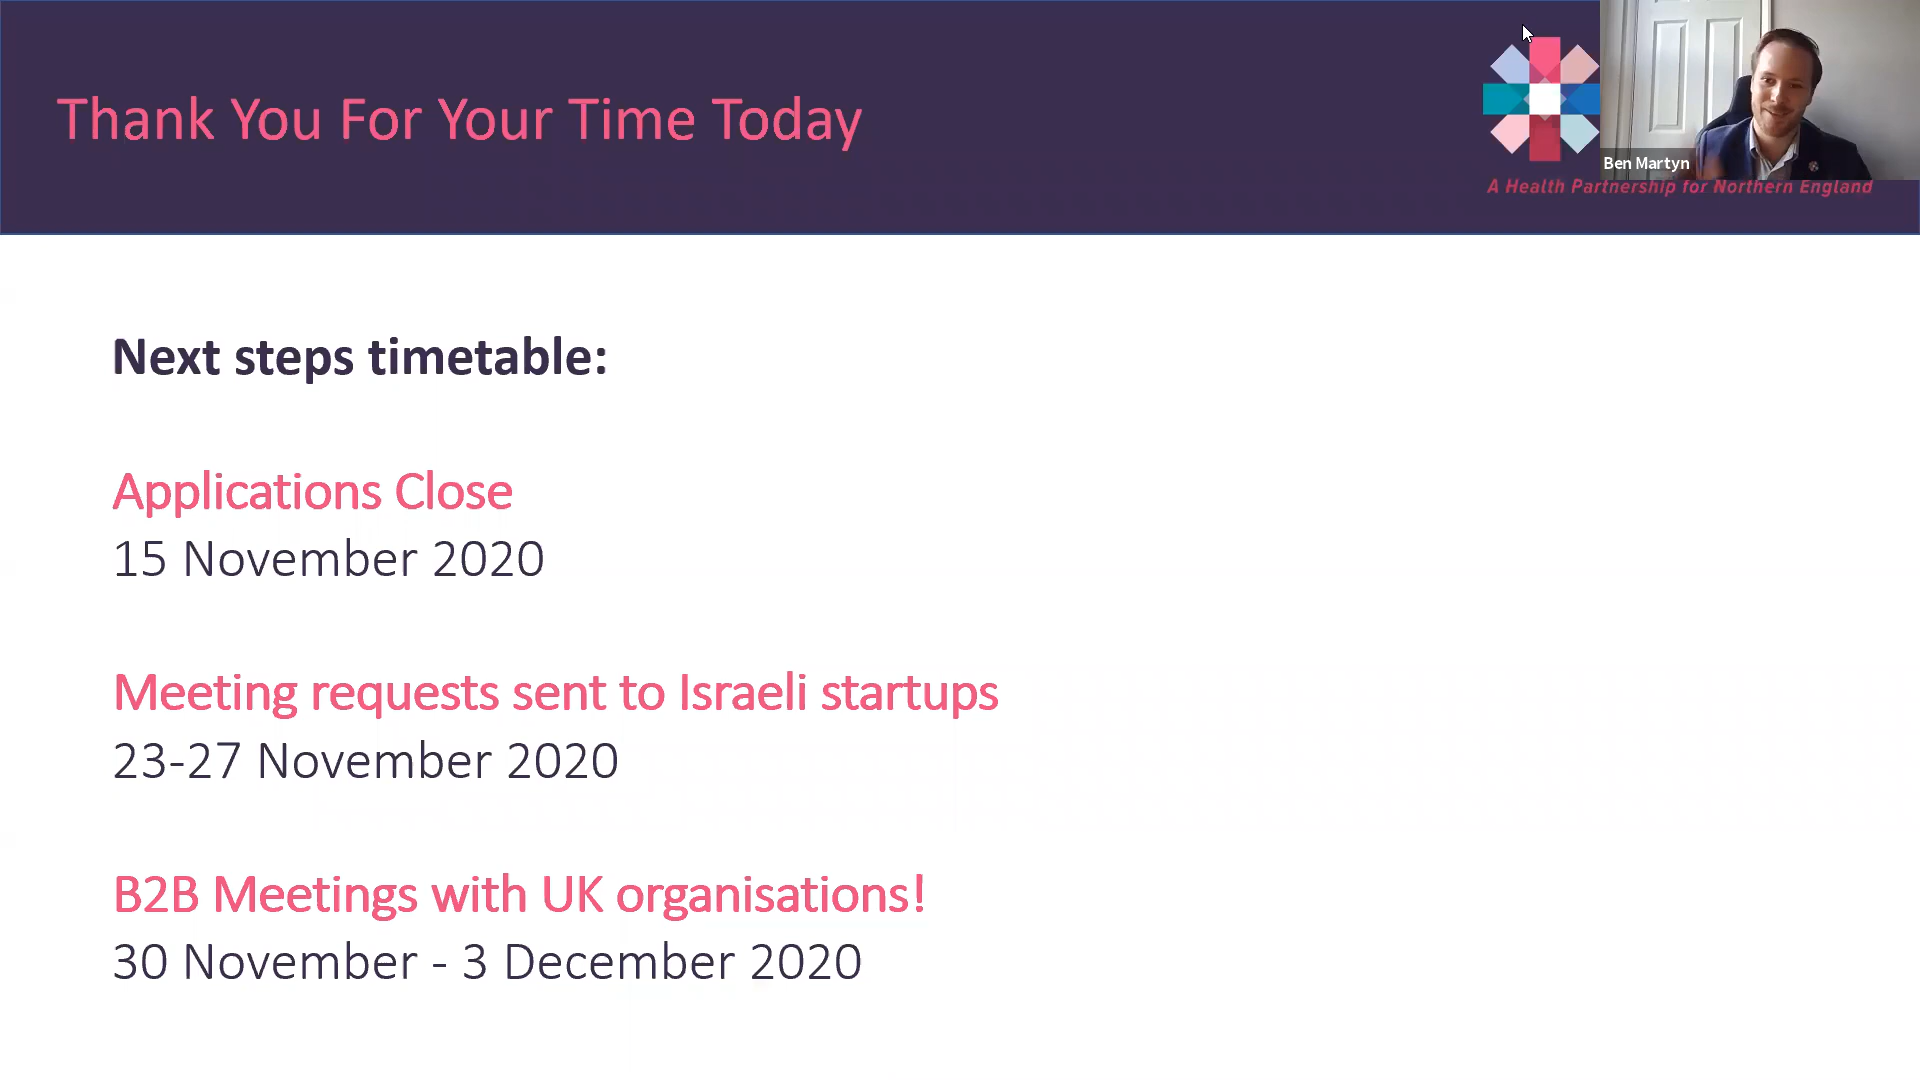 Thank You For Your Time Today
Ben Martyn
A Health Partnership for Northern England
Next steps timetable:
Applications Close
15 November 2020
Meeting requests sent to Israeli startups
23-27 November 2020
B2B Meetings with UK organisations!
30 November - 3 December 2020